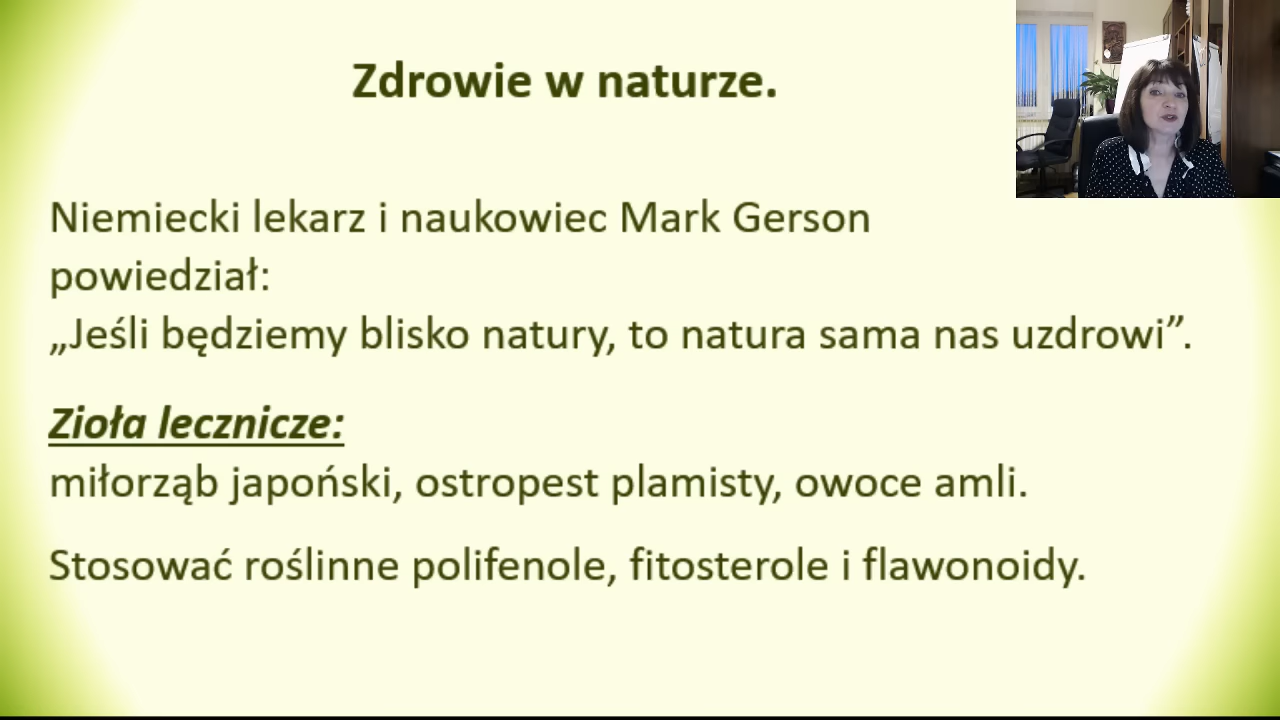 Zdrowie w naturze.
Niemiecki lekarz i naukowiec Mark Gerson
powiedział:
„Jeśli będziemy blisko natury, to natura sama nas uzdrowi”.
Zioła lecznicze:
miłorząb japoński, ostropest plamisty, owoce amli.
Stosować roślinne polifenole, fitosterole i flawonoidy.